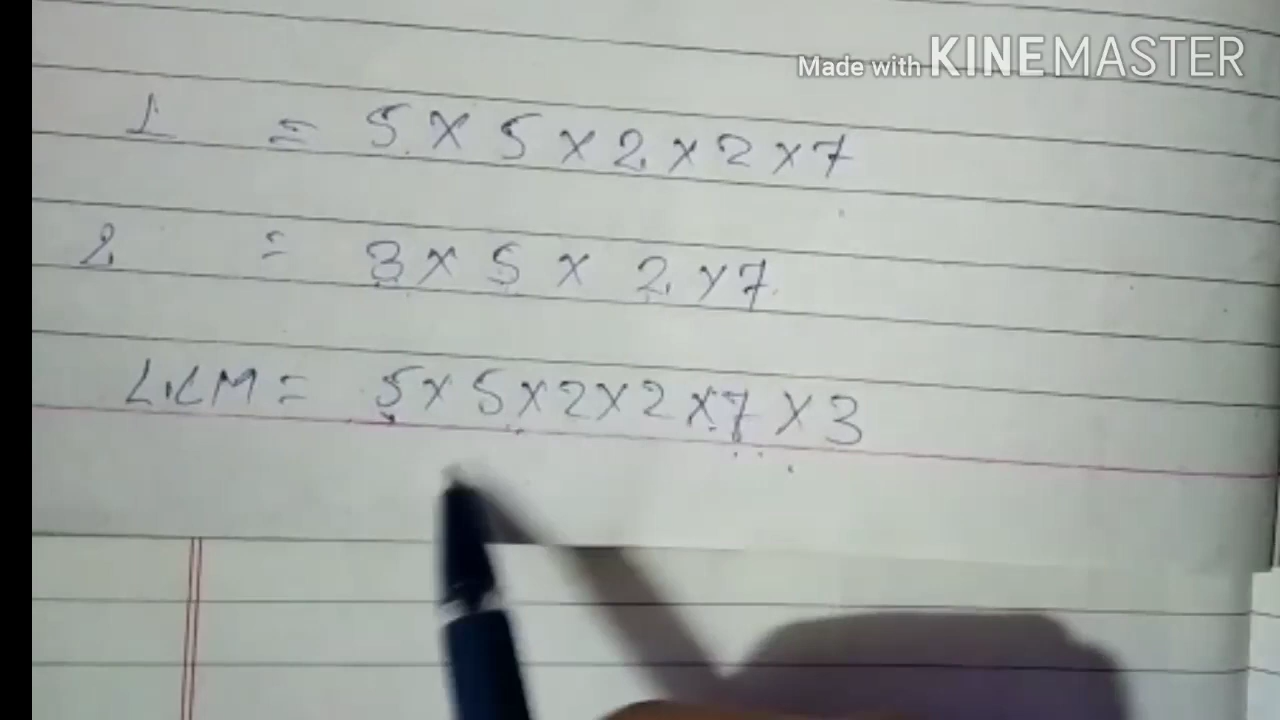 Made with KINEMASTER
1 = 5 x 5 x 2 x 2 x 7
2 = 3 x 5 x 2 x 7
LCM = 5 x 5 x 2 x 2 x 7 x 3